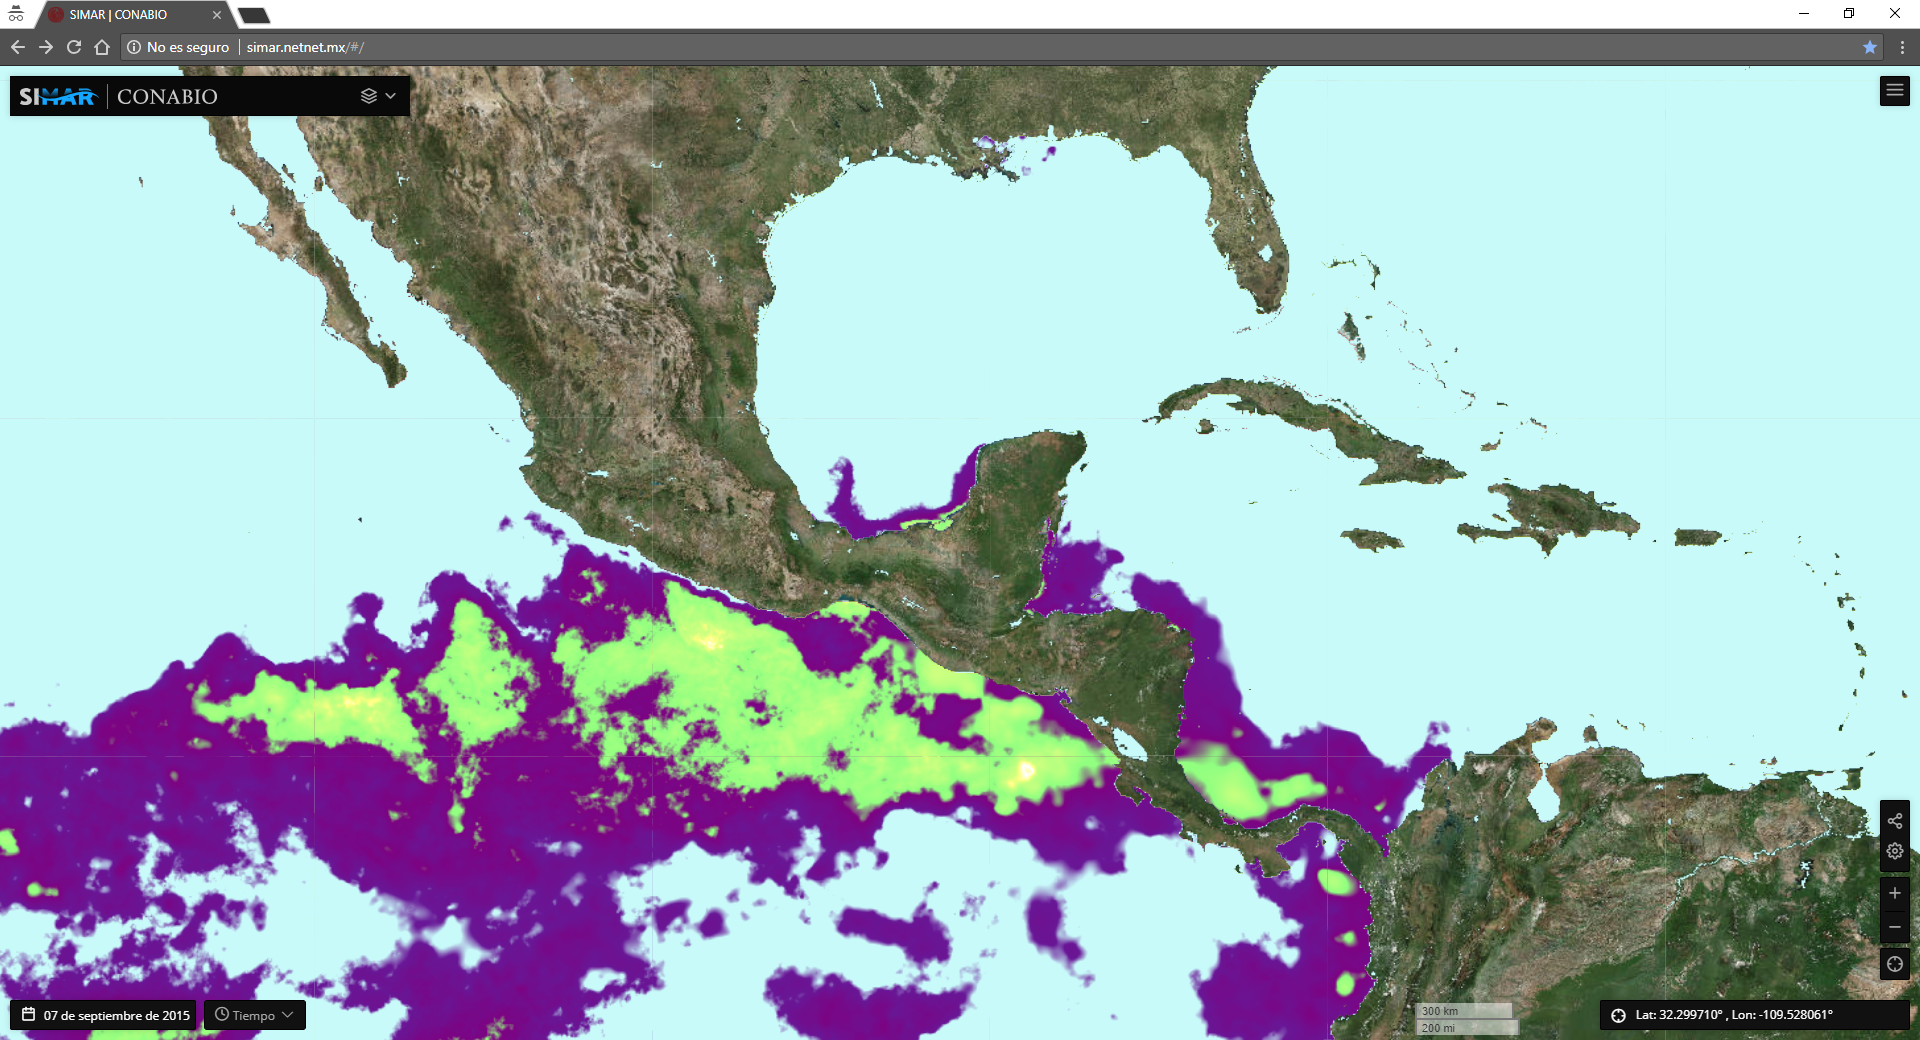 SIMAR | CONABIO
No es seguro | simar.netnet.mx/#/
SIMAR | CONABIO
07 de septiembre de 2015
Tiempo
300 km
200 mi
Lat: 32.299710° , Lon: -109.528061°